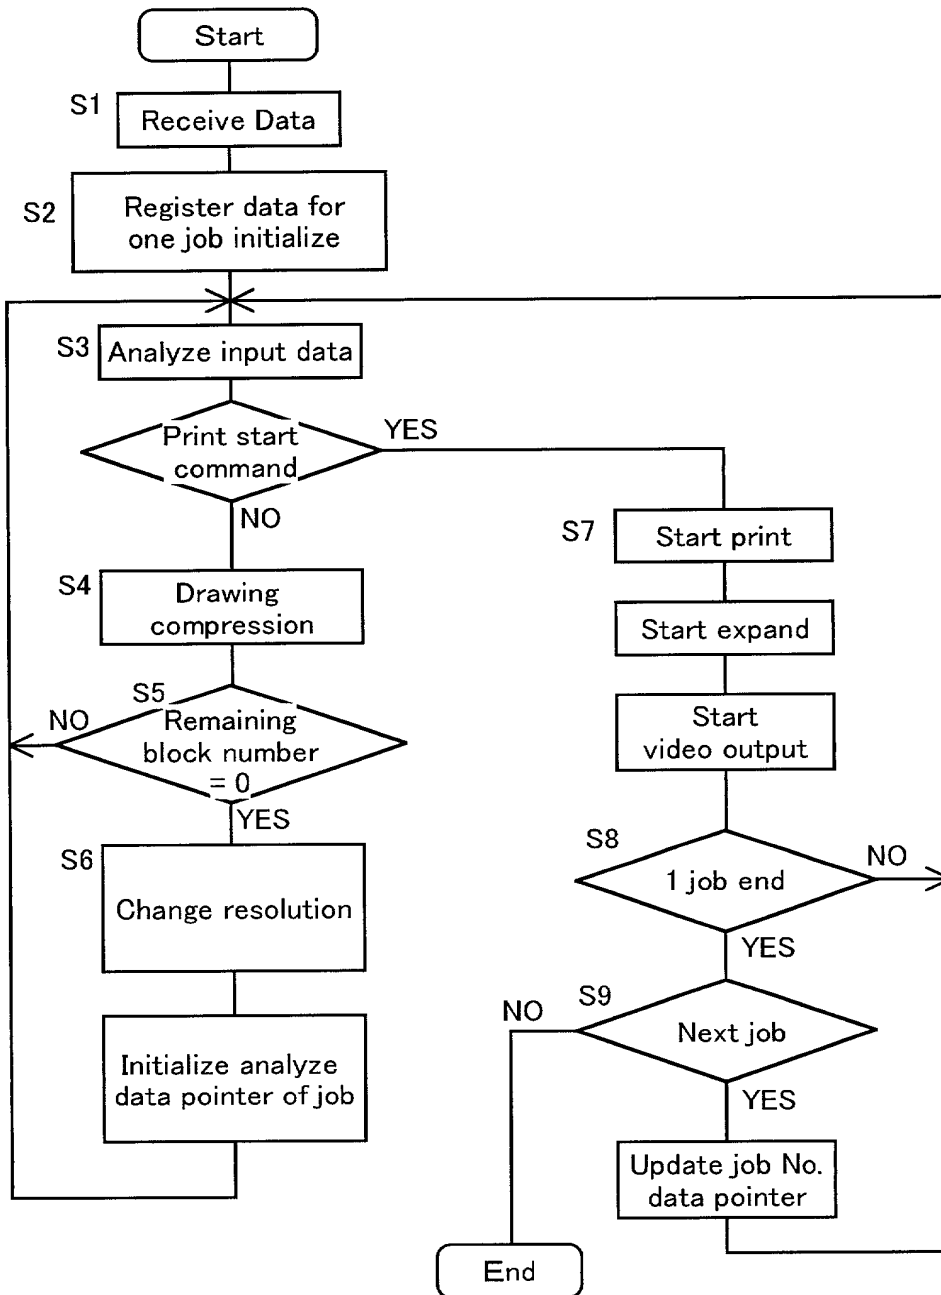 Start
S1
Receive Data
S2
Register data for
one job initialize
S3
Analyze input data
Print start
command
YES
NO
S4
Drawing
compression
S5
NO
Remaining
block number
= 0
YES
S6
Change resolution
Initialize analyze
data pointer of job
S7
Start print
Start expand
Start
video output
S8
1 job end
NO
YES
S9
NO
Next job
YES
Update job No.
data pointer
End